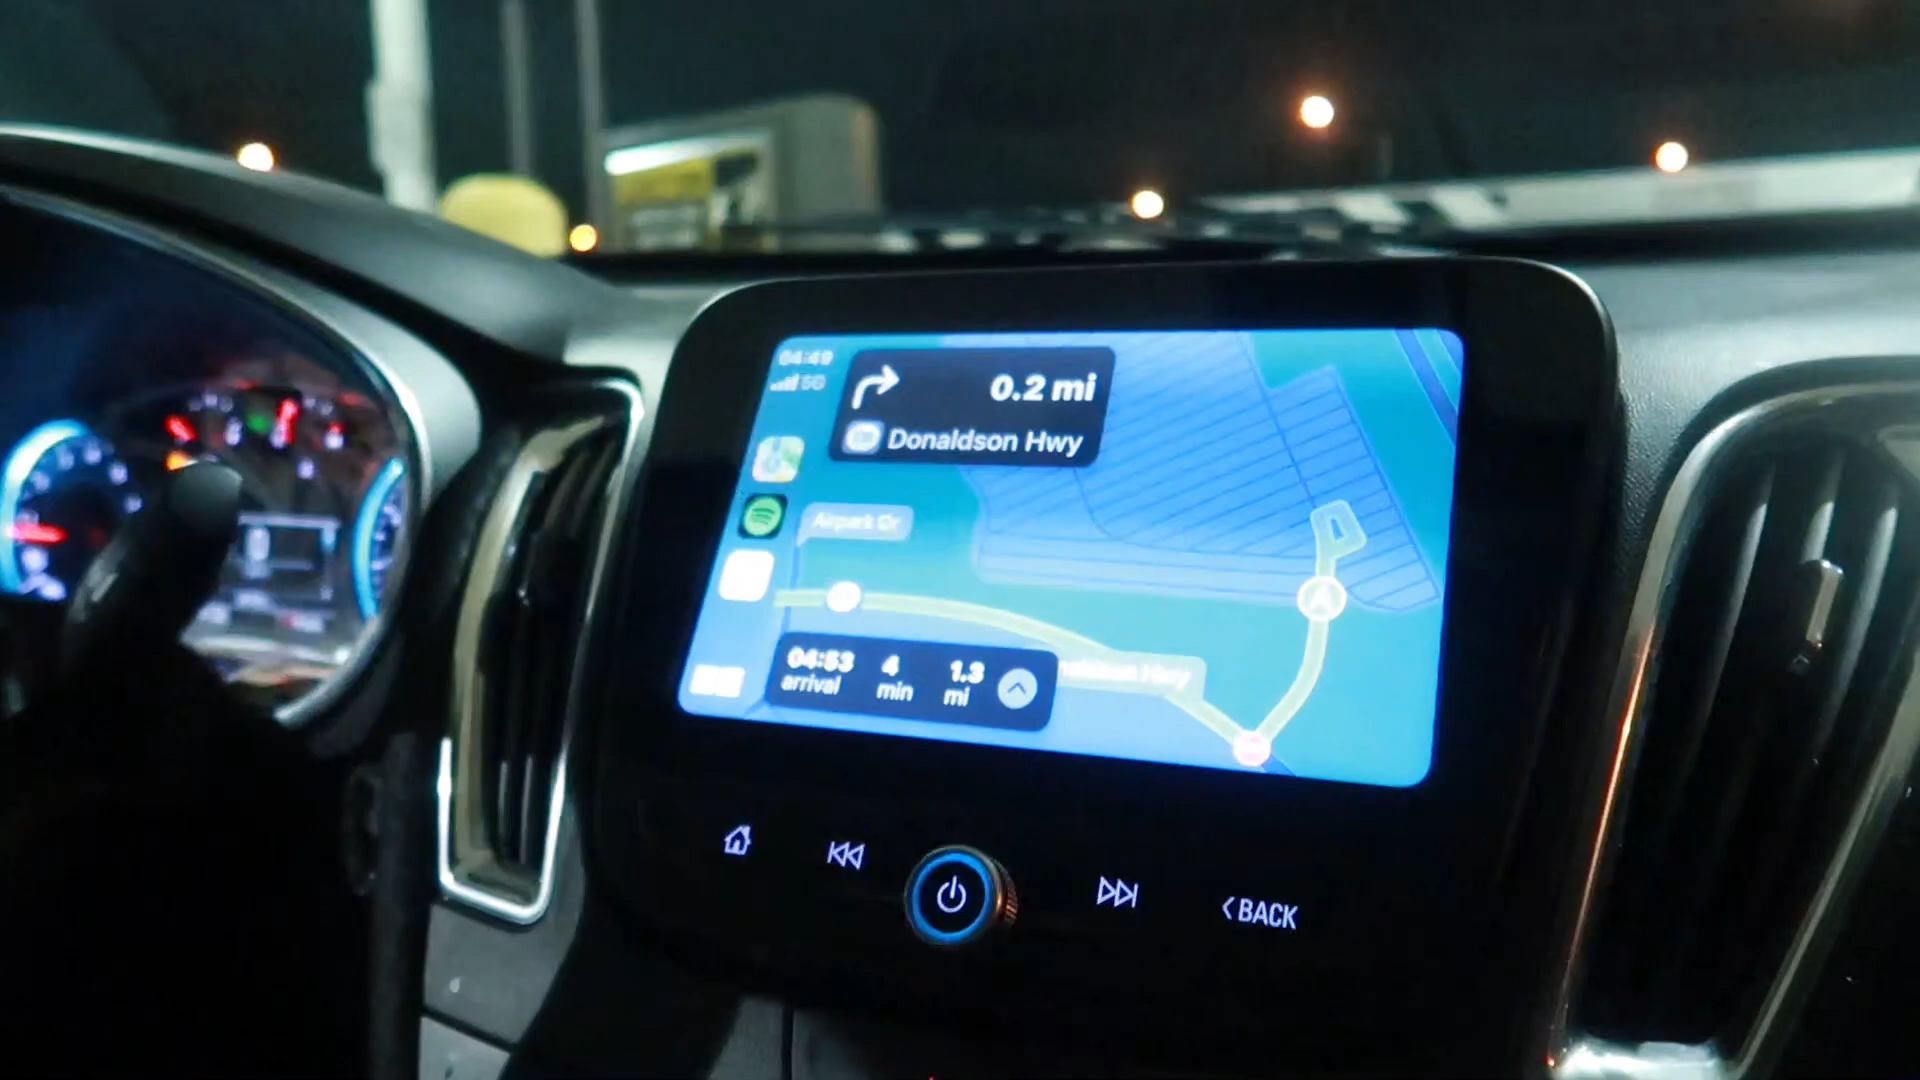 04:49
5G
0.2 mi
Donaldson Hwy
Airpark Dr
04:53 4 1.3
arrival min mi
Hwy
BACK